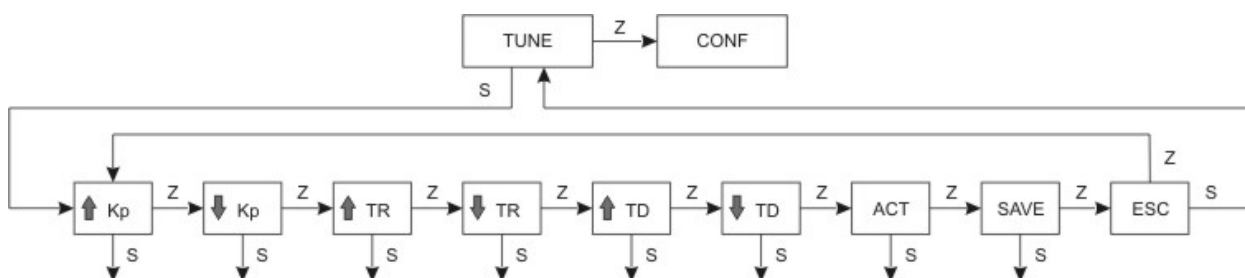 TUNE Z CONF
S
Z
Kp Z Kp Z TR Z TR Z TD Z TD Z ACT Z SAVE Z ESC S
S S S S S S S S